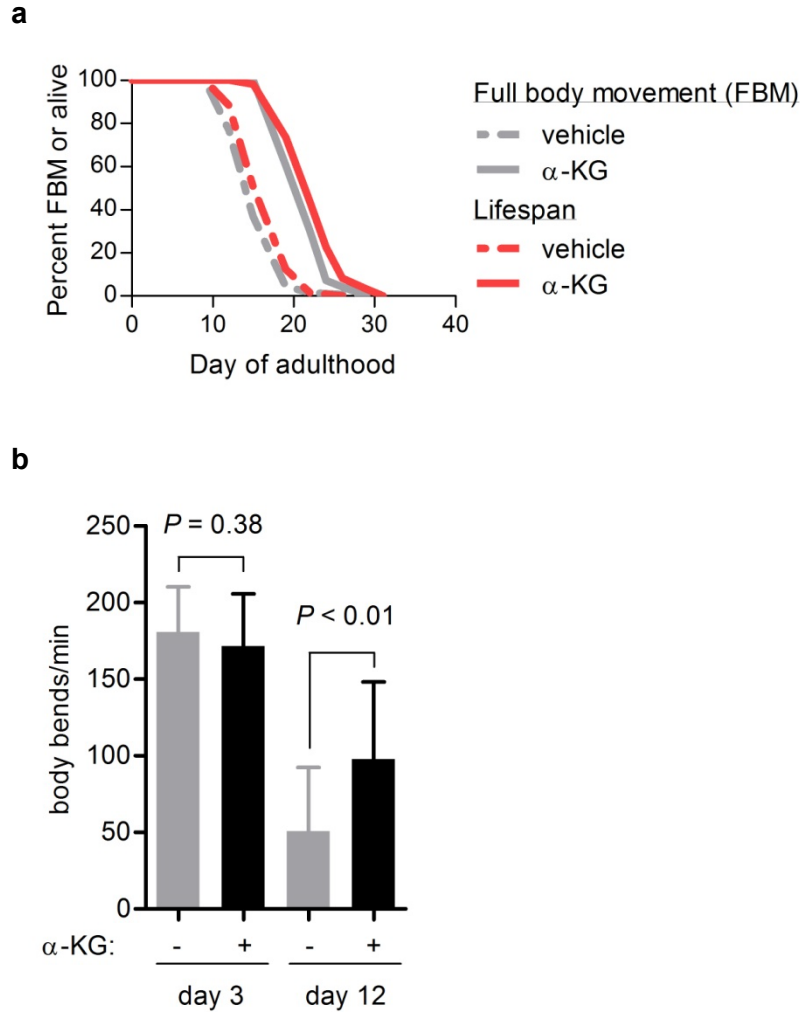 a
Percent FBM or alive
100
80
60
40
20
0
0 10 20 30 40
Day of adulthood
Full body movement (FBM)
vehicle
α-KG
Lifespan
vehicle
α-KG
b
body bends/min
250
200
150
100
50
0
P = 0.38
P < 0.01
α-KG: - + - +
day 3 day 12